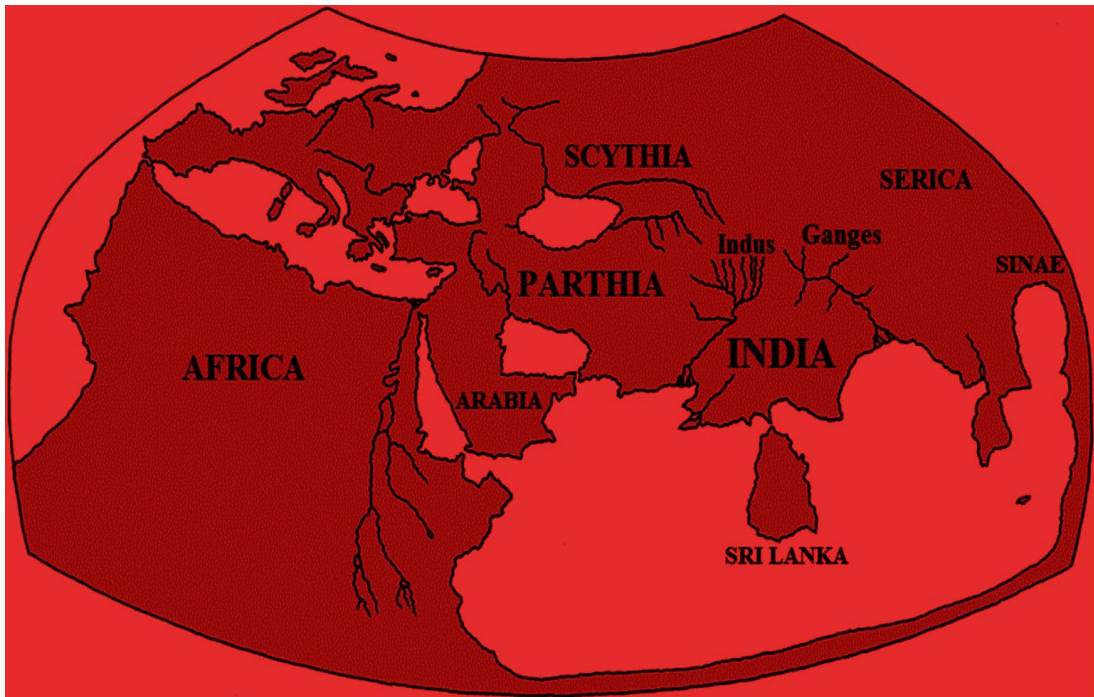 SCYTHIA
SERICA
Indus
Ganges
SINAE
PARTHIA
INDIA
AFRICA
ARABIA
SRI LANKA